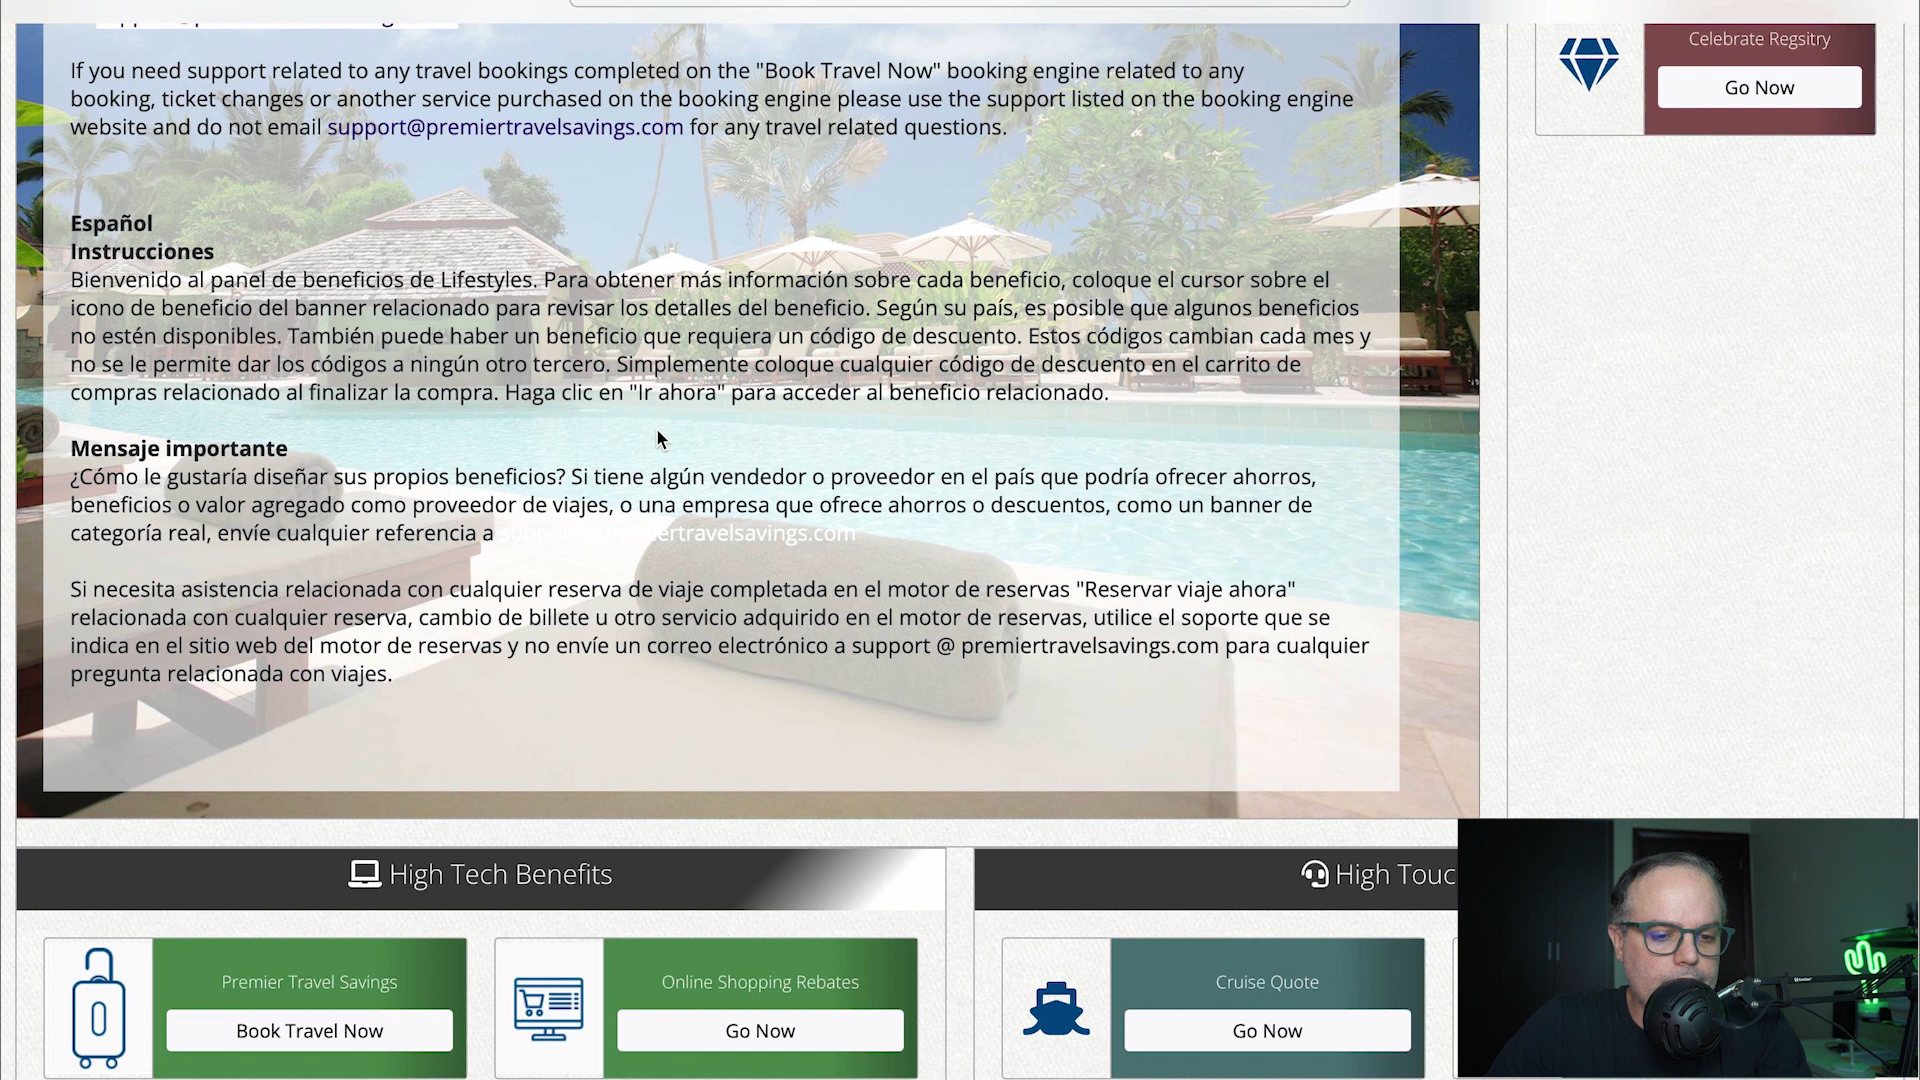 If you need support related to any travel bookings completed on the "Book Travel Now" booking engine related to any
booking, ticket changes or another service purchased on the booking engine please use the support listed on the booking engine
website and do not email support@premiertravelsavings.com for any travel related questions.
Español
Instrucciones
Bienvenido al panel de beneficios de Lifestyles. Para obtener más información sobre cada beneficio, coloque el cursor sobre el
icono de beneficio del banner relacionado para revisar los detalles del beneficio. Según su país, es posible que algunos beneficios
no estén disponibles. También puede haber un beneficio que requiera un código de descuento. Estos códigos cambian cada mes y
no se le permite dar los códigos a ningún otro tercero. Simplemente coloque cualquier código de descuento en el carrito de
compras relacionado al finalizar la compra. Haga clic en "Ir ahora" para acceder al beneficio relacionado.
Mensaje importante
¿Cómo le gustaría diseñar sus propios beneficios? Si tiene algún vendedor o proveedor en el país que podría ofrecer ahorros,
beneficios o valor agregado como proveedor de viajes, o una empresa que ofrece ahorros o descuentos, como un banner de
categoría real, envíe cualquier referencia a support@premiertravelsavings.com
Si necesita asistencia relacionada con cualquier reserva de viaje completada en el motor de reservas "Reservar viaje ahora"
relacionada con cualquier reserva, cambio de billete u otro servicio adquirido en el motor de reservas, utilice el soporte que se
indica en el sitio web del motor de reservas y no envíe un correo electrónico a support @ premiertravelsavings.com para cualquier
pregunta relacionada con viajes.
Celebrate Regsitry
Go Now
High Tech Benefits
High Touc
Premier Travel Savings
Book Travel Now
Online Shopping Rebates
Go Now
Cruise Quote
Go Now